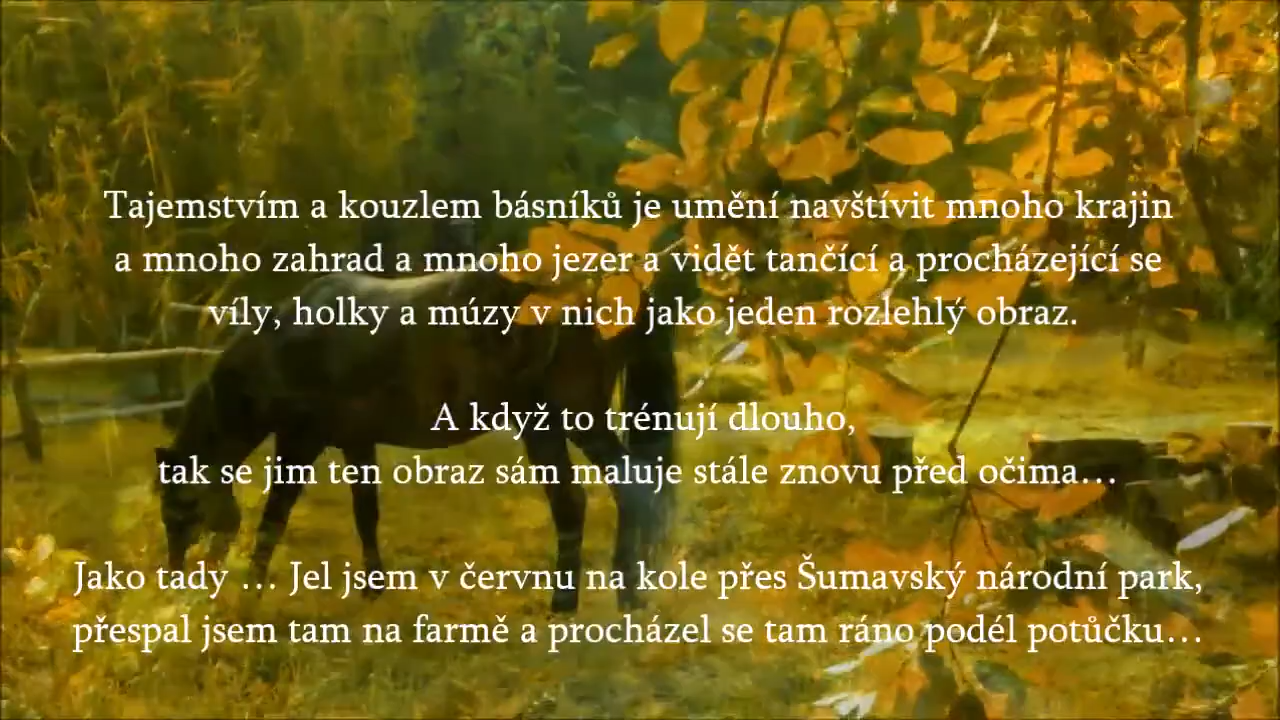 Tajemstvím a kouzlem básníků je umění navštívit mnoho krajin
a mnoho zahrad a mnoho jezer a vidět tančící a procházející se
víly, holky a múzy v nich jako jeden rozlehlý obraz.
A když to trénují dlouho,
tak se jim ten obraz sám maluje stále znovu před očima…
Jako tady … Jel jsem v červnu na kole přes Šumavský národní park,
přespal jsem tam na farmě a procházel se tam ráno podél potůčku…